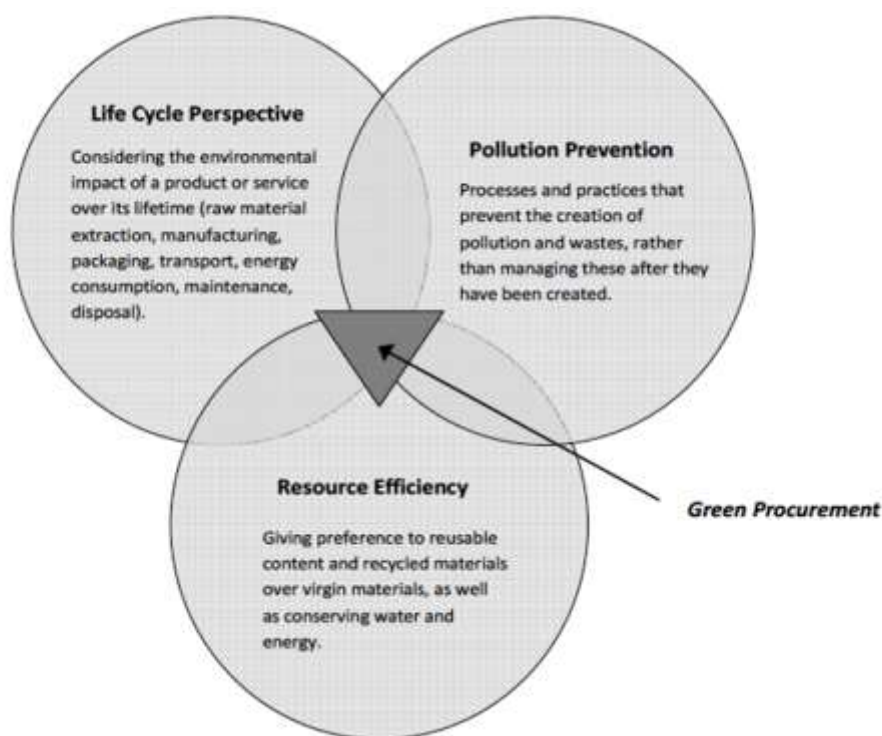 Life Cycle Perspective
Considering the environmental
impact of a product or service
over its lifetime (raw material
extraction, manufacturing,
packaging, transport, energy
consumption, maintenance,
disposal).
Pollution Prevention
Processes and practices that
prevent the creation of
pollution and wastes, rather
than managing these after they
have been created.
Resource Efficiency
Giving preference to reusable
content and recycled materials
over virgin materials, as well
as conserving water and
energy.
Green Procurement